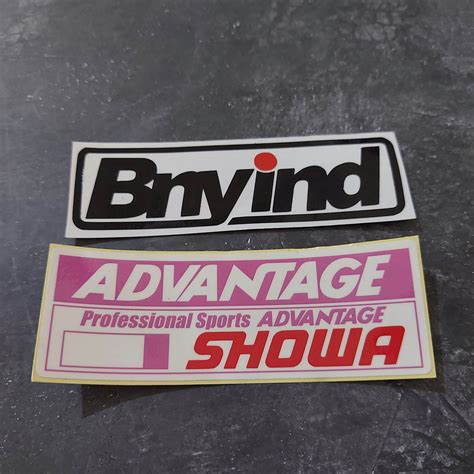 Bnyind
ADVANTAGE
Professional Sports ADVANTAGE
SHOWA